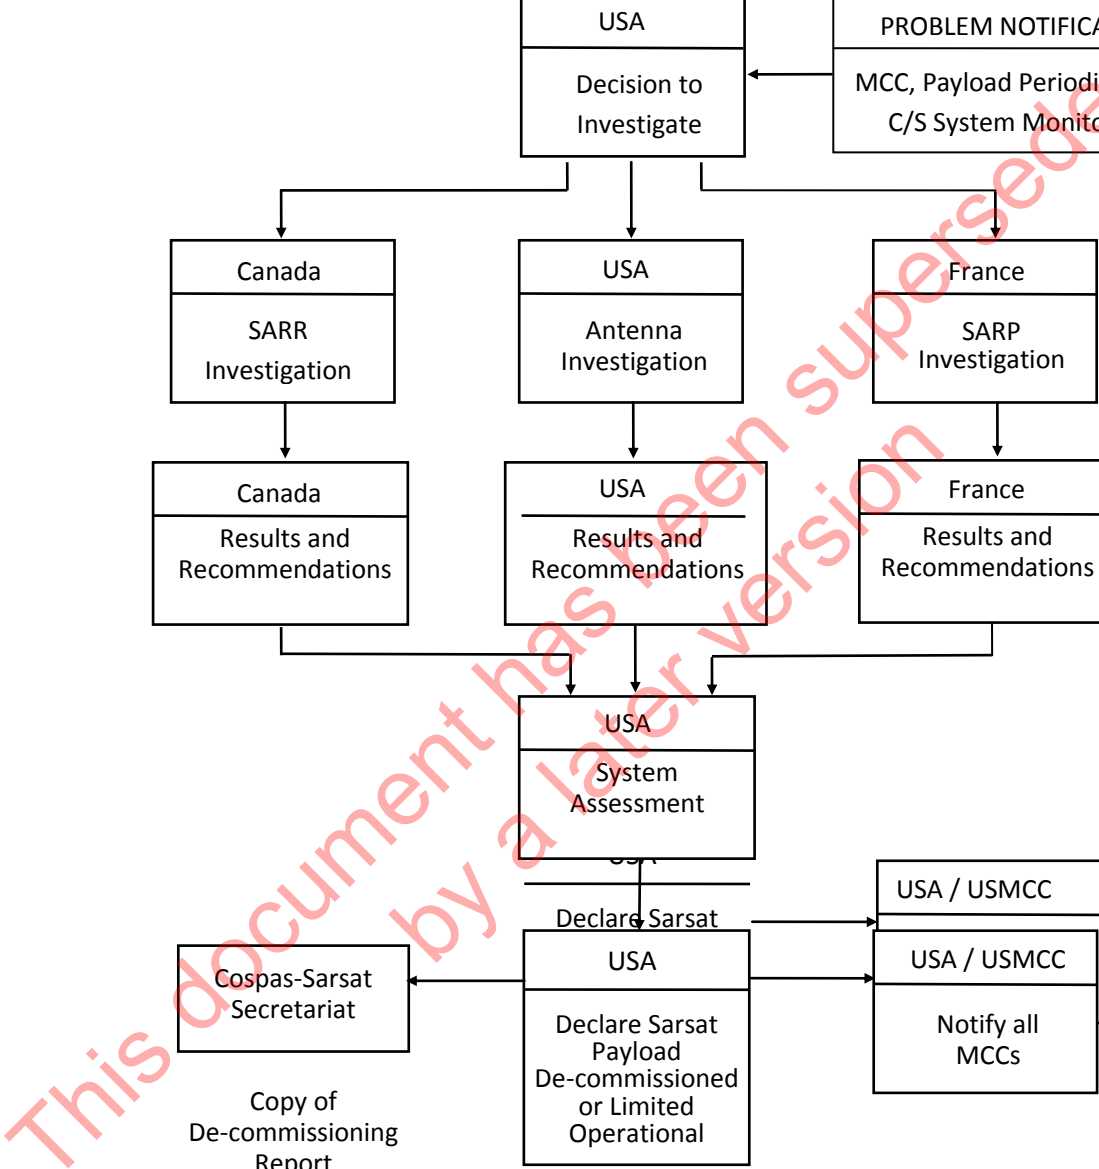 USA
Decision to
Investigate
PROBLEM NOTIFICA
MCC, Payload Periodi
C/S System Monito
Canada
SARR
Investigation
USA
Antenna
Investigation
France
SARP
Investigation
Canada
Results and
Recommendations
USA
Results and
Recommendations
France
Results and
Recommendations
USA
System
Assessment
USA
Declare Sarsat
USA / USMCC
Cospas-Sarsat
Secretariat
USA
Declare Sarsat
Payload
De-commissioned
or Limited
Operational
USA / USMCC
Notify all
MCCs
Copy of
De-commissioning
Report
This document has been supersede
by a later version